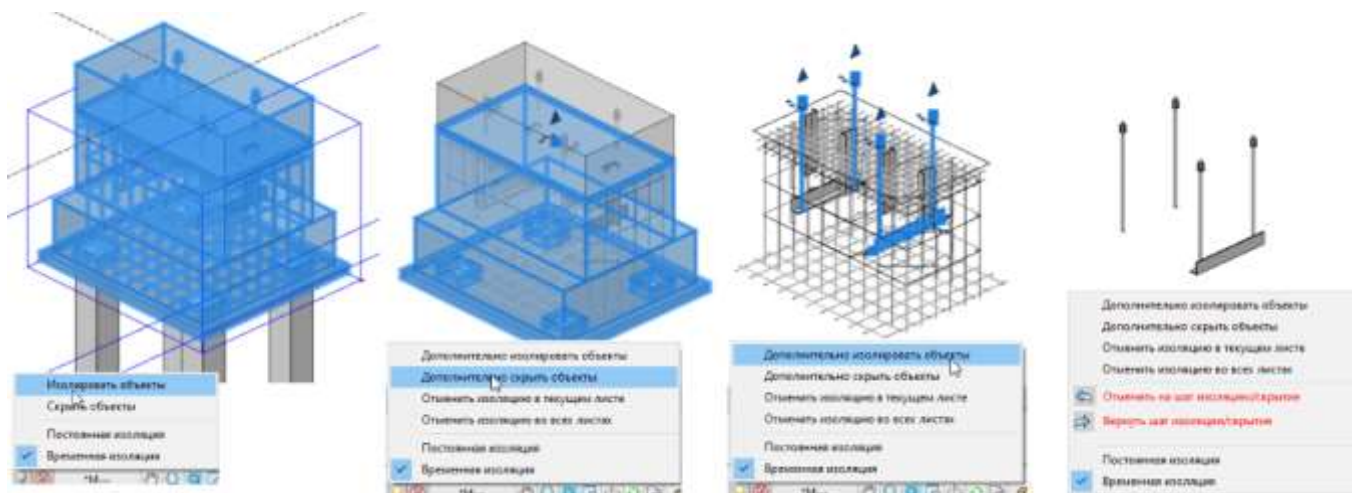 Изолировать объекты
Скрыть объекты
Постоянная изоляция
Временная изоляция
Дополнительно изолировать объекты
Дополнительно скрыть объекты
Отменить изоляцию в текущем листе
Отменить изоляцию во всех листах
Постоянная изоляция
Временная изоляция
Дополнительно изолировать объекты
Дополнительно скрыть объекты
Отменить изоляцию в текущем листе
Отменить изоляцию во всех листах
Постоянная изоляция
Временная изоляция
Дополнительно изолировать объекты
Дополнительно скрыть объекты
Отменить изоляцию в текущем листе
Отменить изоляцию во всех листах
Отменить на шаг изоляцию/скрытие
Вернуть шаг изоляции/скрытия
Постоянная изоляция
Временная изоляция